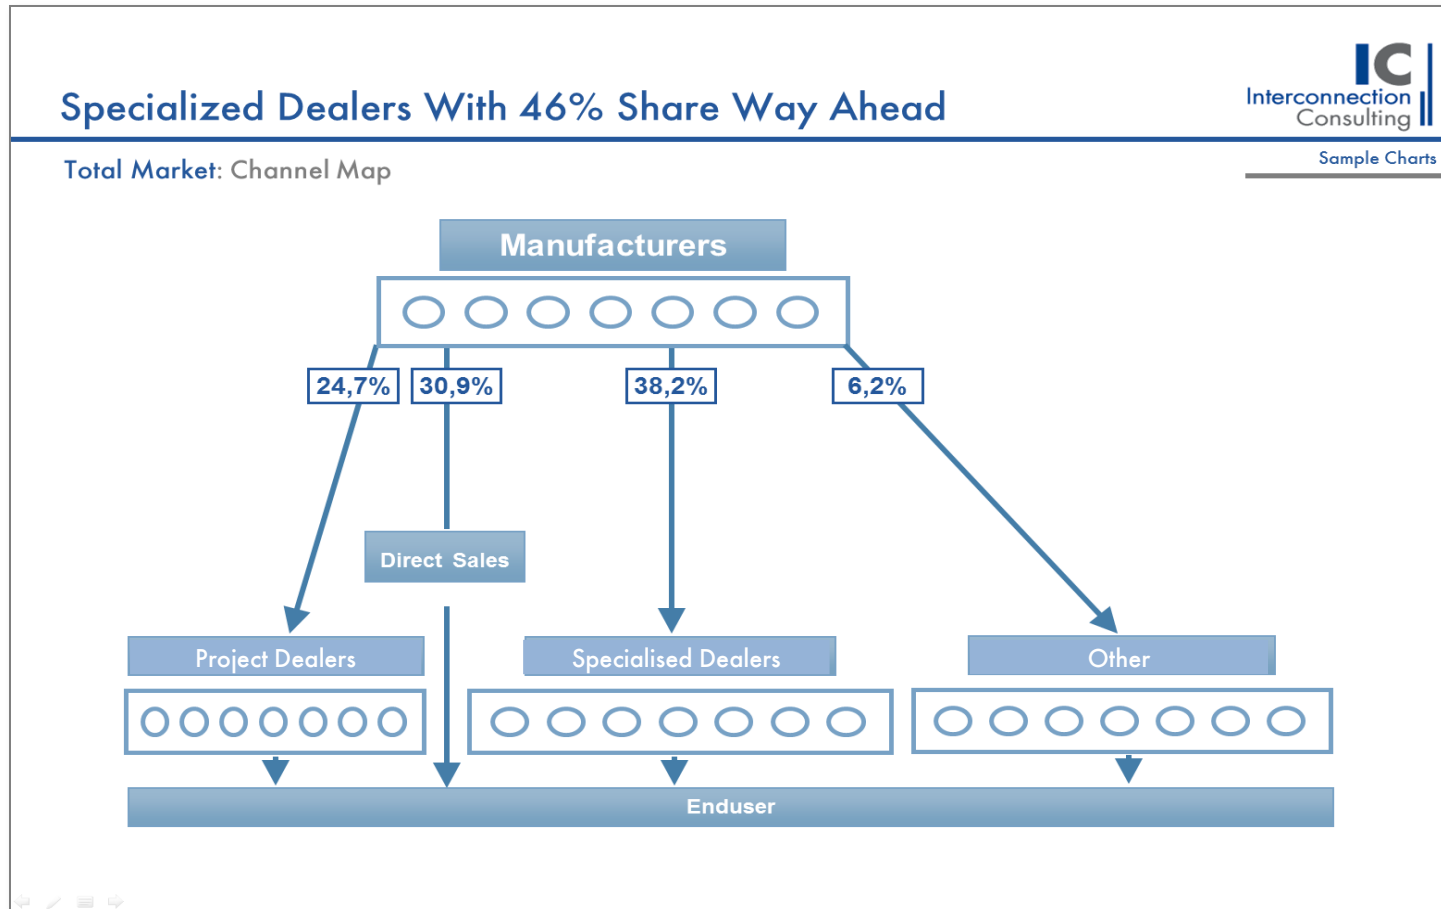 Specialized Dealers With 46% Share Way Ahead
IC
Interconnection
Consulting
Sample Charts
Total Market: Channel Map
Manufacturers
24,7%
30,9%
38,2%
6,2%
Direct Sales
Project Dealers
Specialised Dealers
Other
Enduser